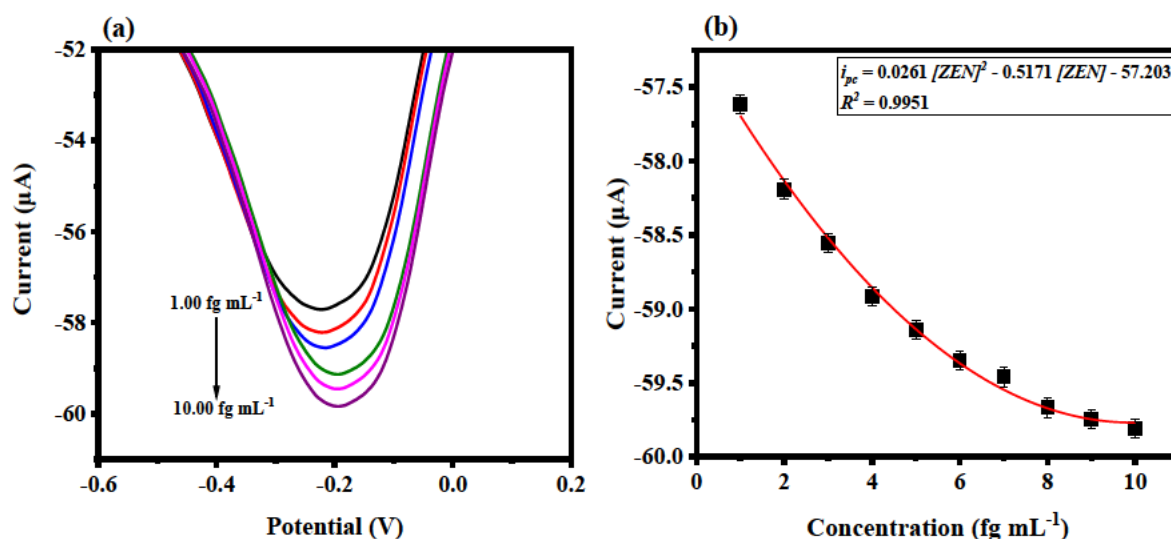 (a)
-52
-54
-56
-58
-60
Current (µA)
1.00 fg mL⁻¹
10.00 fg mL⁻¹
-0.6
-0.4
-0.2
0.0
0.2
Potential (V)
(b)
i_pc = 0.0261 [ZEN]² - 0.5171 [ZEN] - 57.203
R² = 0.9951
-57.5
-58.0
-58.5
-59.0
-59.5
-60.0
Current (µA)
0
2
4
6
8
10
Concentration (fg mL⁻¹)